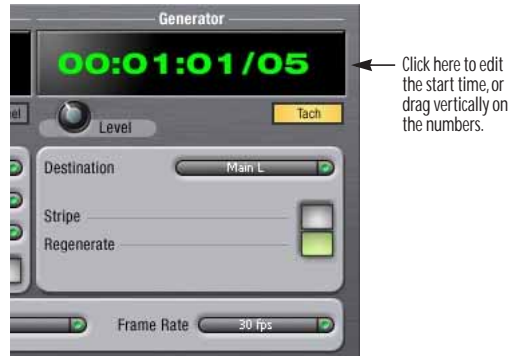 Generator
00:01:01/05
el
Level
Tach
Click here to edit
the start time, or
drag vertically on
the numbers.
Destination
Main L
Stripe
Regenerate
Frame Rate
30 fps